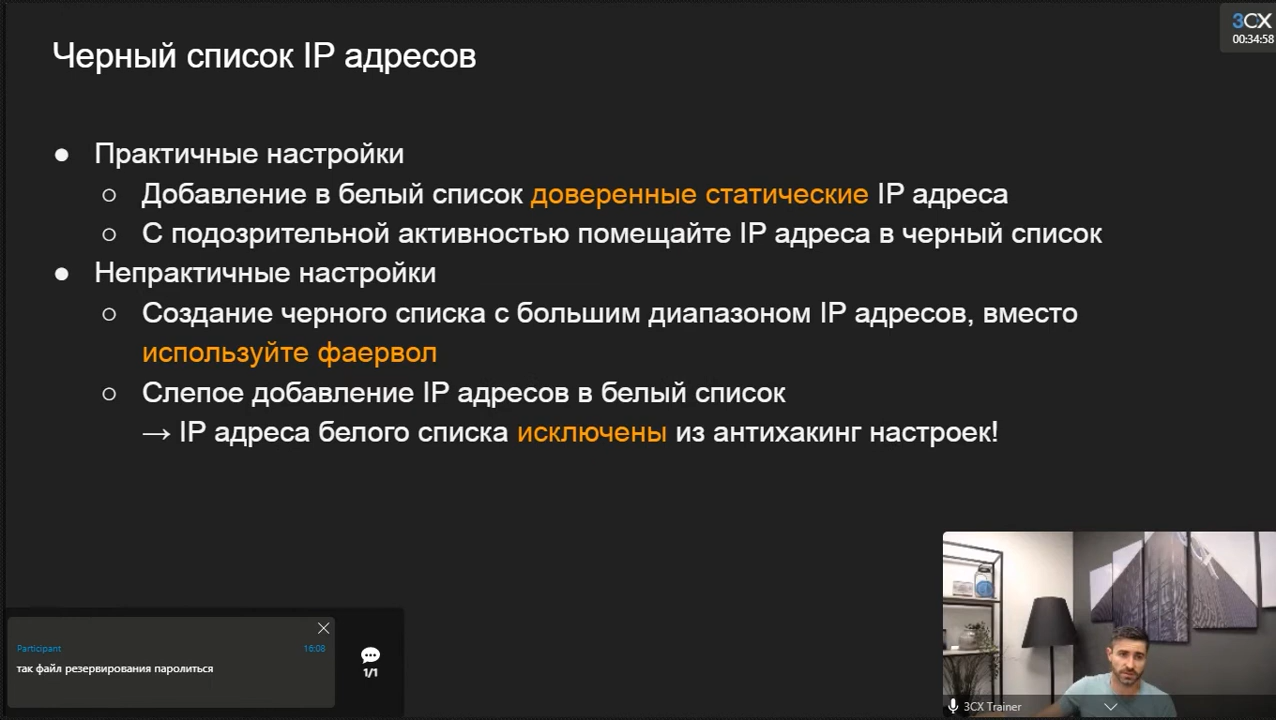 Черный список IP адресов
3CX
00:34:58
● Практичные настройки
○ Добавление в белый список доверенные статические IP адреса
○ С подозрительной активностью помещайте IP адреса в черный список
● Непрактичные настройки
○ Создание черного списка с большим диапазоном IP адресов, вместо
используйте фаервол
○ Слепое добавление IP адресов в белый список
→ IP адреса белого списка исключены из антихакинг настроек!
Participant 16:08
так файл резервирования паролиться
1/1
3CX Trainer